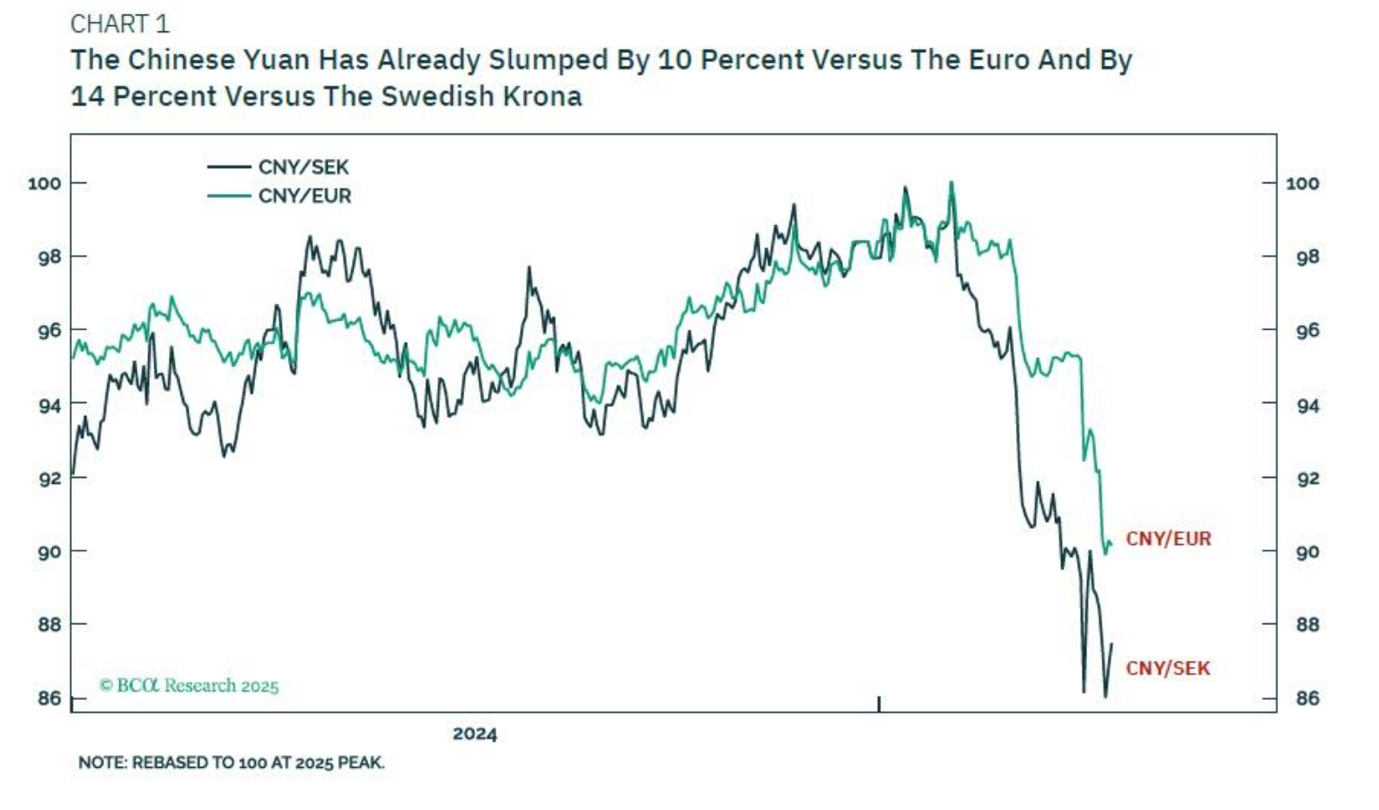 CHART 1
The Chinese Yuan Has Already Slumped By 10 Percent Versus The Euro And By
14 Percent Versus The Swedish Krona
CNY/SEK
CNY/EUR
100 100
98 98
96 96
94 94
92 92
90 90
88 88
86 86
CNY/EUR
CNY/SEK
© BCα Research 2025
2024
NOTE: REBASED TO 100 AT 2025 PEAK.